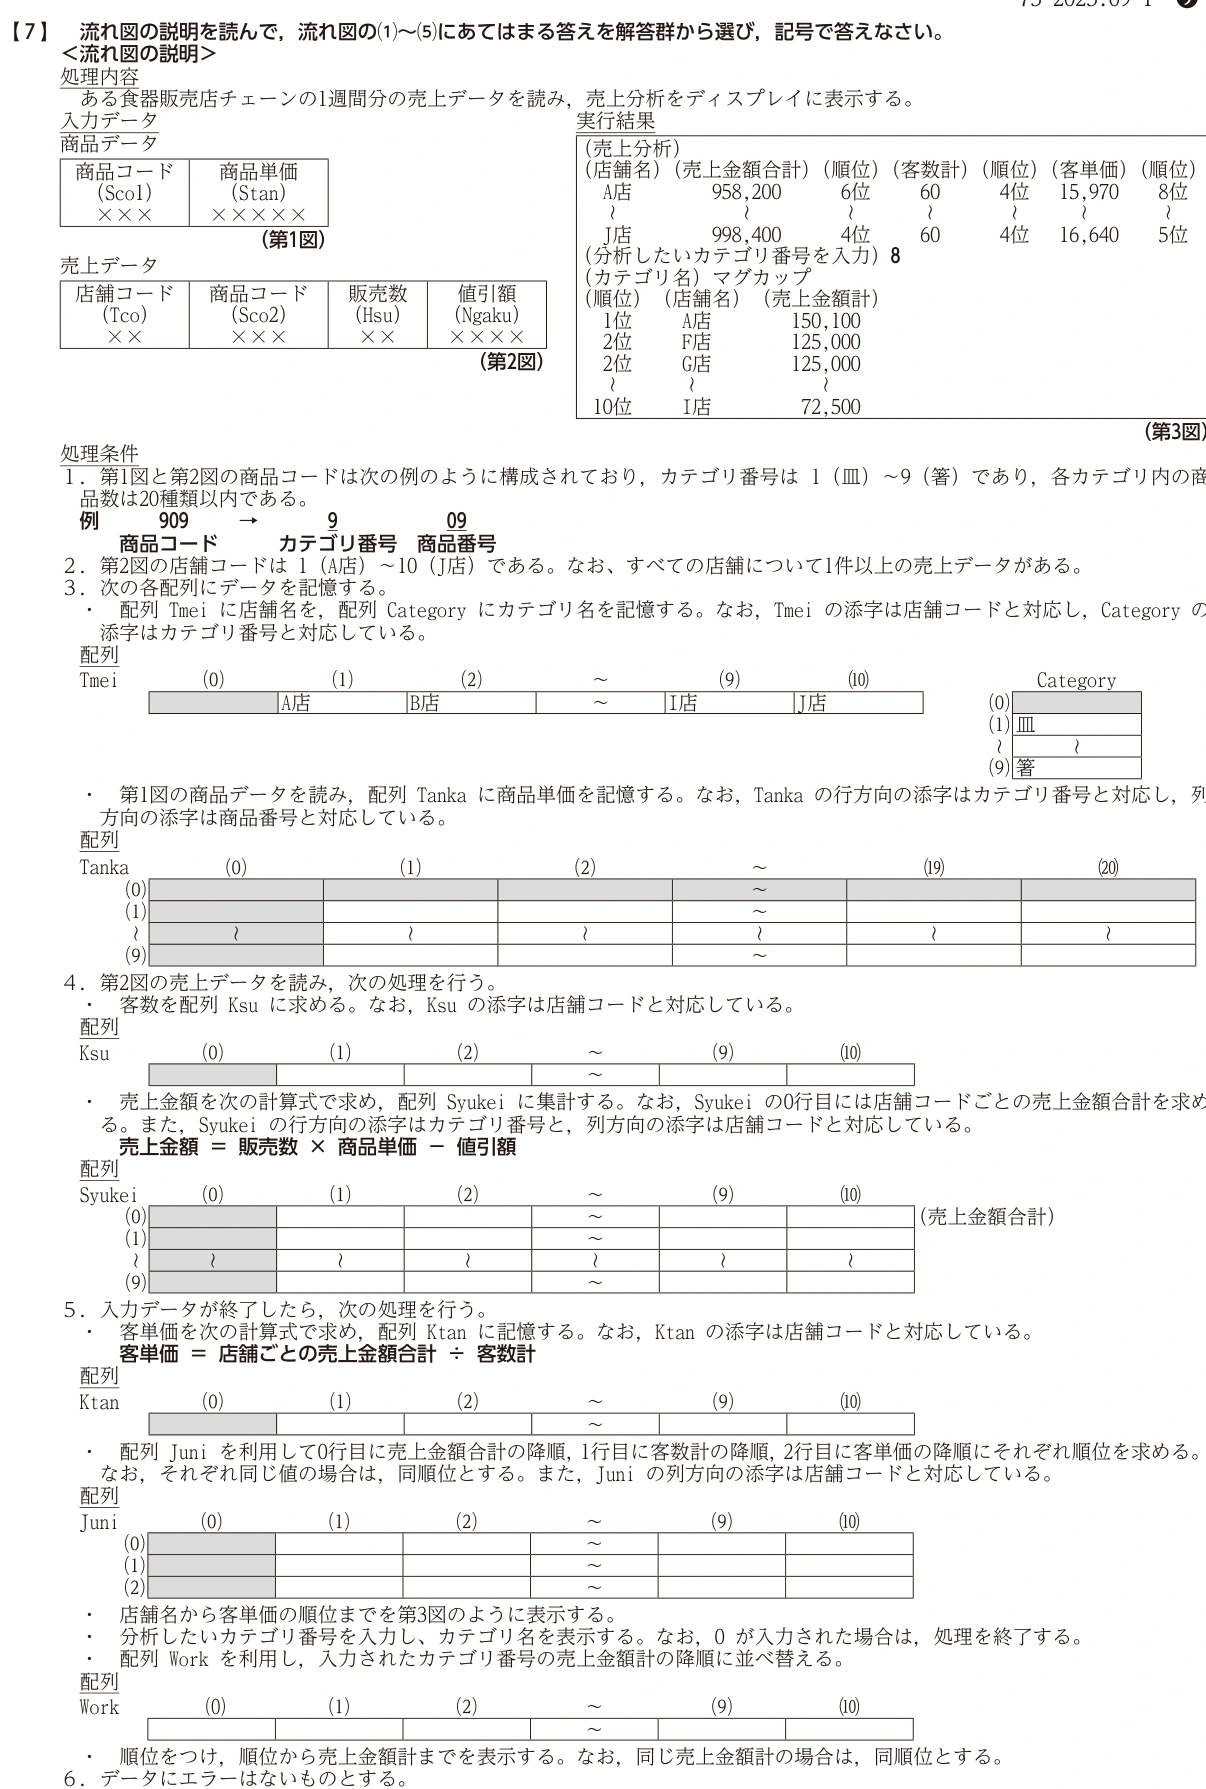 【7】 流れ図の説明を読んで，流れ図の⑴～⑸にあてはまる答えを解答群から選び，記号で答えなさい。
＜流れ図の説明＞
処理内容
ある食器販売店チェーンの1週間分の売上データを読み，売上分析をディスプレイに表示する。
入力データ
商品データ
商品コード 商品単価
(Sco1) (Stan)
××× ×××××
(第1図)
売上データ
店舗コード 商品コード 販売数 値引額
(Tco) (Sco2) (Hsu) (Ngaku)
×× ××× ×× ××××
(第2図)
実行結果
(売上分析)
(店舗名) (売上金額合計) (順位) (客数計) (順位) (客単価) (順位)
A店 958,200 6位 60 4位 15,970 8位
～ ～ ～ ～ ～ ～ ～
J店 998,400 4位 60 4位 16,640 5位
(分析したいカテゴリ番号を入力) 8
(カテゴリ名) マグカップ
(順位) (店舗名) (売上金額計)
1位 A店 150,100
2位 F店 125,000
2位 G店 125,000
～ ～ ～
10位 I店 72,500
(第3図)
処理条件
1．第1図と第2図の商品コードは次の例のように構成されており，カテゴリ番号は 1（皿）～9（箸）であり，各カテゴリ内の商
品数は20種類以内である。
例 909 → 9 09
商品コード カテゴリ番号 商品番号
2．第2図の店舗コードは 1（A店）～10（J店）である。なお、すべての店舗について1件以上の売上データがある。
3．次の各配列にデータを記憶する。
・ 配列 Tmei に店舗名を，配列 Category にカテゴリ名を記憶する。なお，Tmei の添字は店舗コードと対応し，Category の
添字はカテゴリ番号と対応している。
配列
Tmei (0) (1) (2) ～ (9) (10)
A店 B店 ～ I店 J店
Category
(0)
(1) 皿
～ ～
(9) 箸
・ 第1図の商品データを読み，配列 Tanka に商品単価を記憶する。なお，Tanka の行方向の添字はカテゴリ番号と対応し，列
方向の添字は商品番号と対応している。
配列
Tanka (0) (1) (2) ～ (19) (20)
(0) ～
(1) ～
～ ～ ～ ～ ～ ～ ～
(9) ～
4．第2図の売上データを読み，次の処理を行う。
・ 客数を配列 Ksu に求める。なお，Ksu の添字は店舗コードと対応している。
配列
Ksu (0) (1) (2) ～ (9) (10)
～
・ 売上金額を次の計算式で求め，配列 Syukei に集計する。なお，Syukei の0行目には店舗コードごとの売上金額合計を求め
る。また，Syukei の行方向の添字はカテゴリ番号と，列方向の添字は店舗コードと対応している。
売上金額 ＝ 販売数 × 商品単価 － 値引額
配列
Syukei (0) (1) (2) ～ (9) (10)
(0) ～ (売上金額合計)
(1) ～
～ ～ ～ ～ ～ ～ ～
(9) ～
5．入力データが終了したら，次の処理を行う。
・ 客単価を次の計算式で求め，配列 Ktan に記憶する。なお，Ktan の添字は店舗コードと対応している。
客単価 ＝ 店舗ごとの売上金額合計 ÷ 客数計
配列
Ktan (0) (1) (2) ～ (9) (10)
～
・ 配列 Juni を利用して0行目に売上金額合計の降順，1行目に客数計の降順，2行目に客単価の降順にそれぞれ順位を求める。
なお，それぞれ同じ値の場合は，同順位とする。また，Juni の列方向の添字は店舗コードと対応している。
配列
Juni (0) (1) (2) ～ (9) (10)
(0) ～
(1) ～
(2) ～
・ 店舗名から客単価の順位までを第3図のように表示する。
・ 分析したいカテゴリ番号を入力し、カテゴリ名を表示する。なお，0 が入力された場合は，処理を終了する。
・ 配列 Work を利用し，入力されたカテゴリ番号の売上金額計の降順に並べ替える。
配列
Work (0) (1) (2) ～ (9) (10)
～
・ 順位をつけ，順位から売上金額計までを表示する。なお，同じ売上金額計の場合は，同順位とする。
6．データにエラーはないものとする。